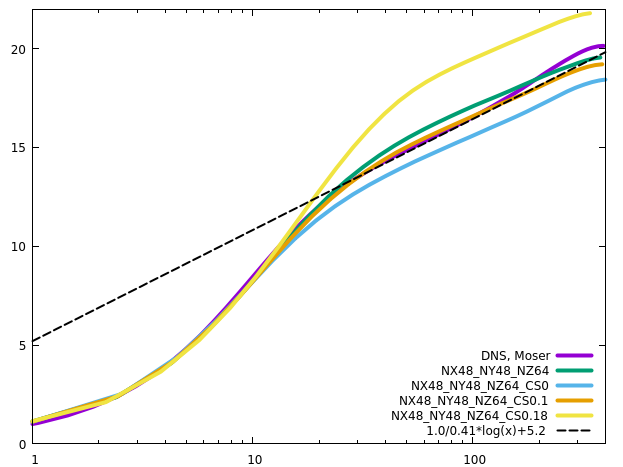 20
15
10
5
0
1
10
100
DNS, Moser
NX48_NY48_NZ64
NX48_NY48_NZ64_CS0
NX48_NY48_NZ64_CS0.1
NX48_NY48_NZ64_CS0.18
1.0/0.41*log(x)+5.2